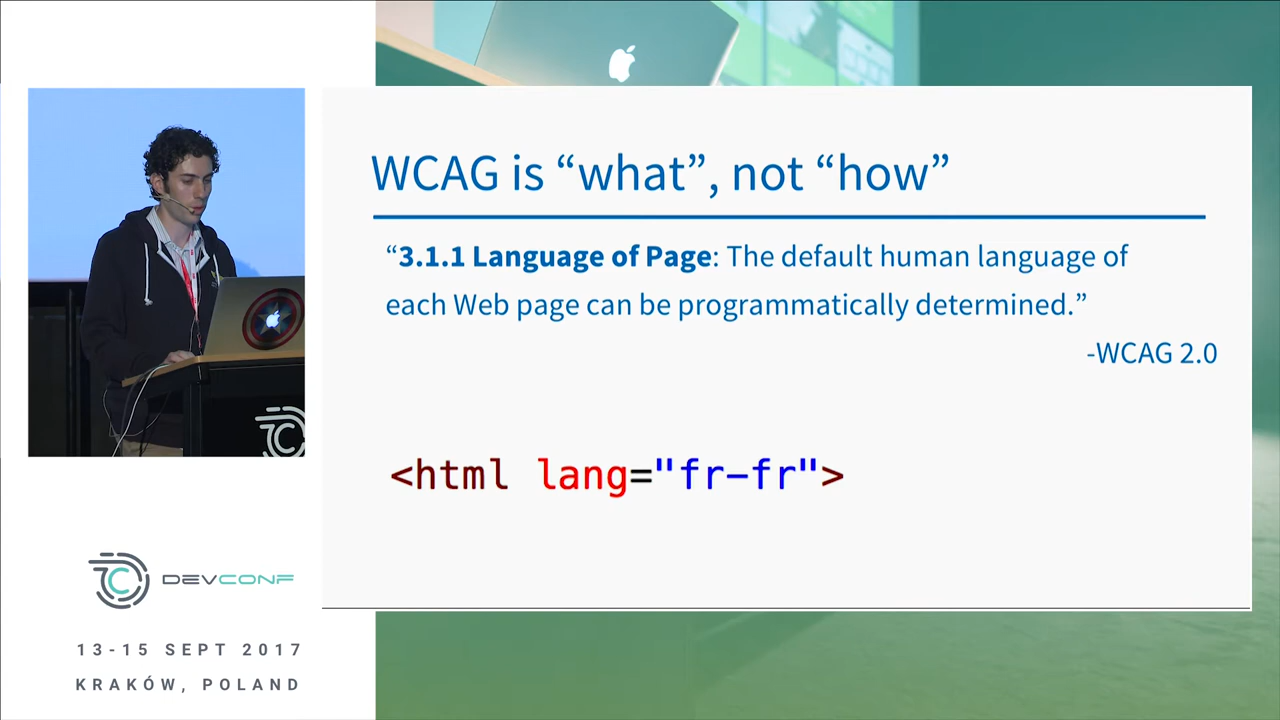 WCAG is “what”, not “how”
“3.1.1 Language of Page: The default human language of
each Web page can be programmatically determined.”
-WCAG 2.0
<html lang="fr-fr">
DEVCONF
13-15 SEPT 2017
KRAKÓW, POLAND